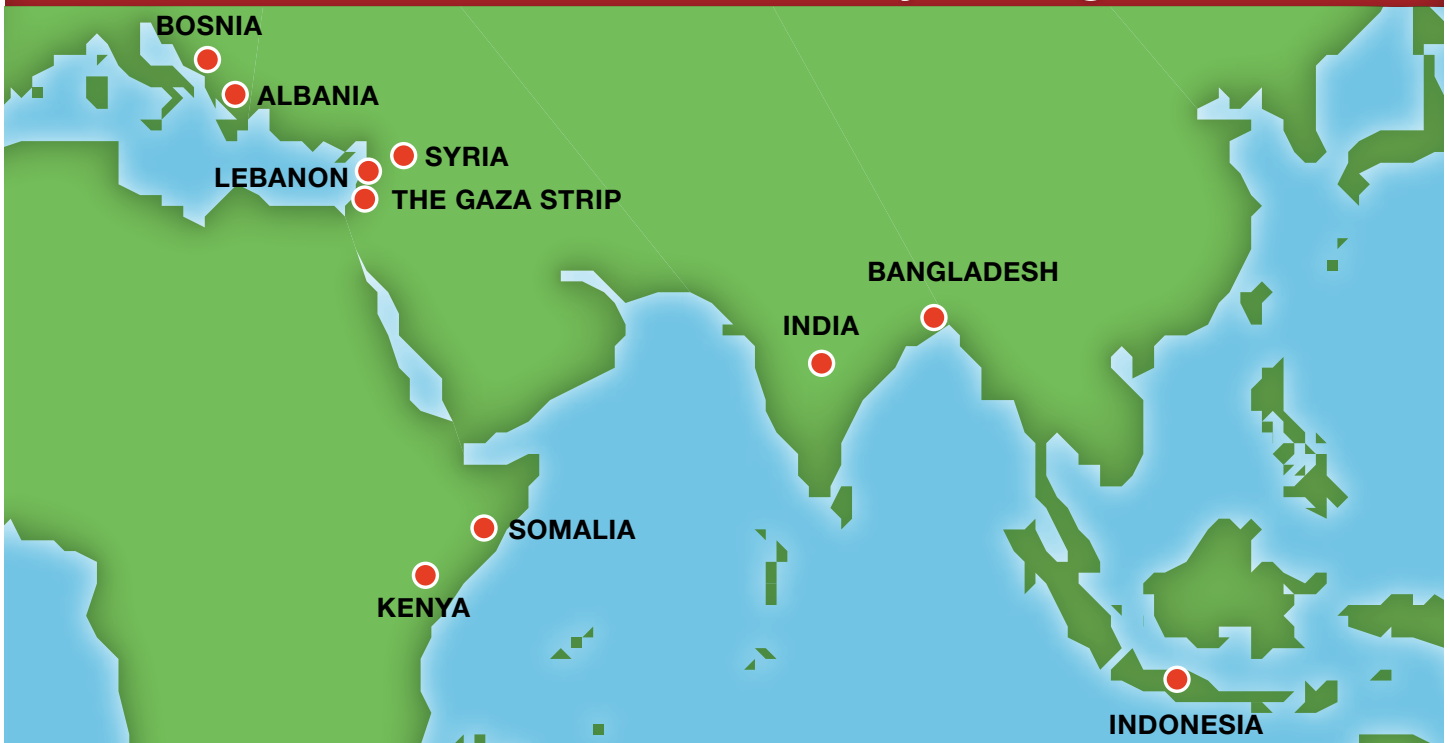 BOSNIA
ALBANIA
SYRIA
LEBANON
THE GAZA STRIP
BANGLADESH
INDIA
SOMALIA
KENYA
INDONESIA